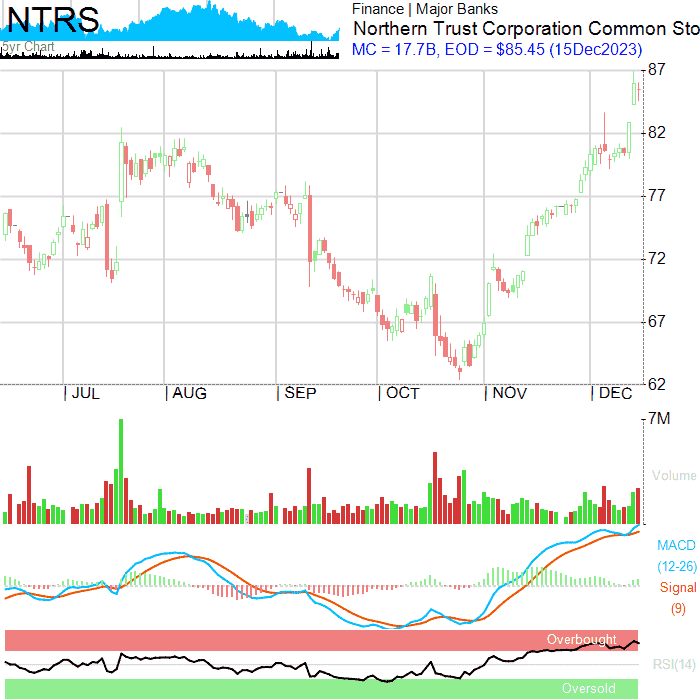 NTRS
5yr Chart
Finance | Major Banks
Northern Trust Corporation Common Sto
MC = 17.7B, EOD = $85.45 (15Dec2023)
87
82
77
72
67
62
JUL AUG SEP OCT NOV DEC
7M
Volume
MACD
(12-26)
Signal
(9)
Overbought
RSI(14)
Oversold